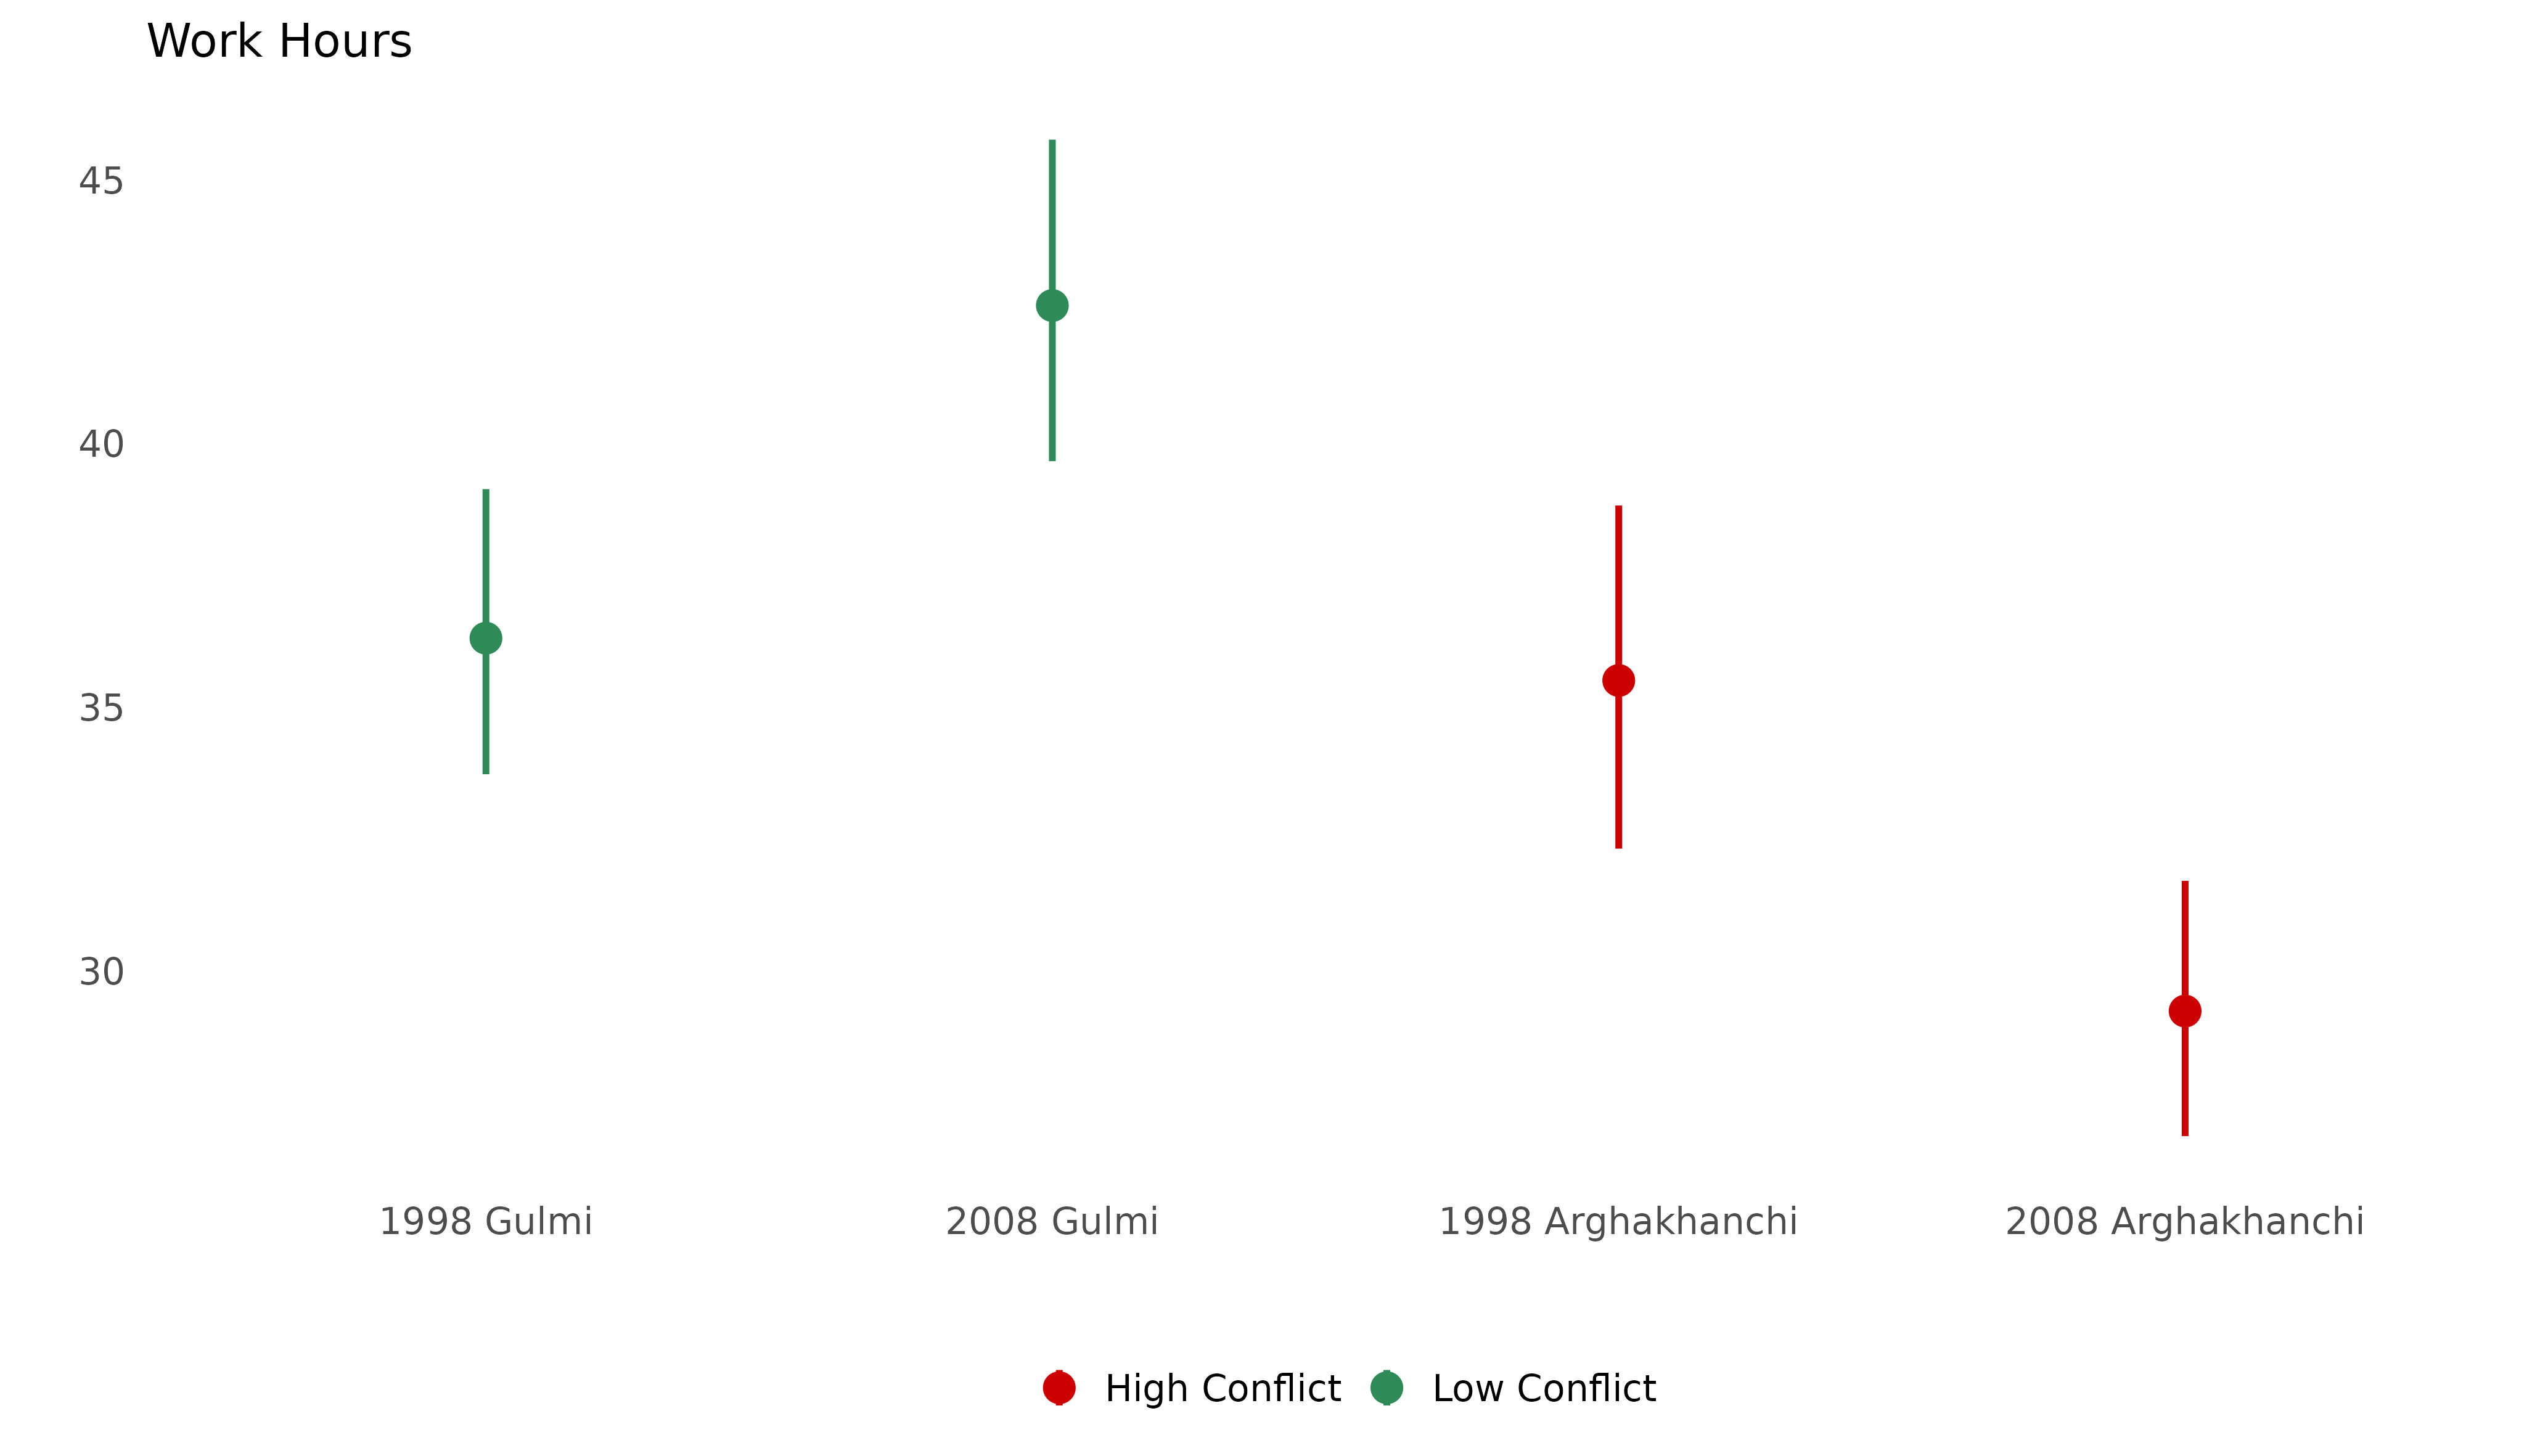 Work Hours
45
40
35
30
1998 Gulmi
2008 Gulmi
1998 Arghakhanchi
2008 Arghakhanchi
High Conflict
Low Conflict